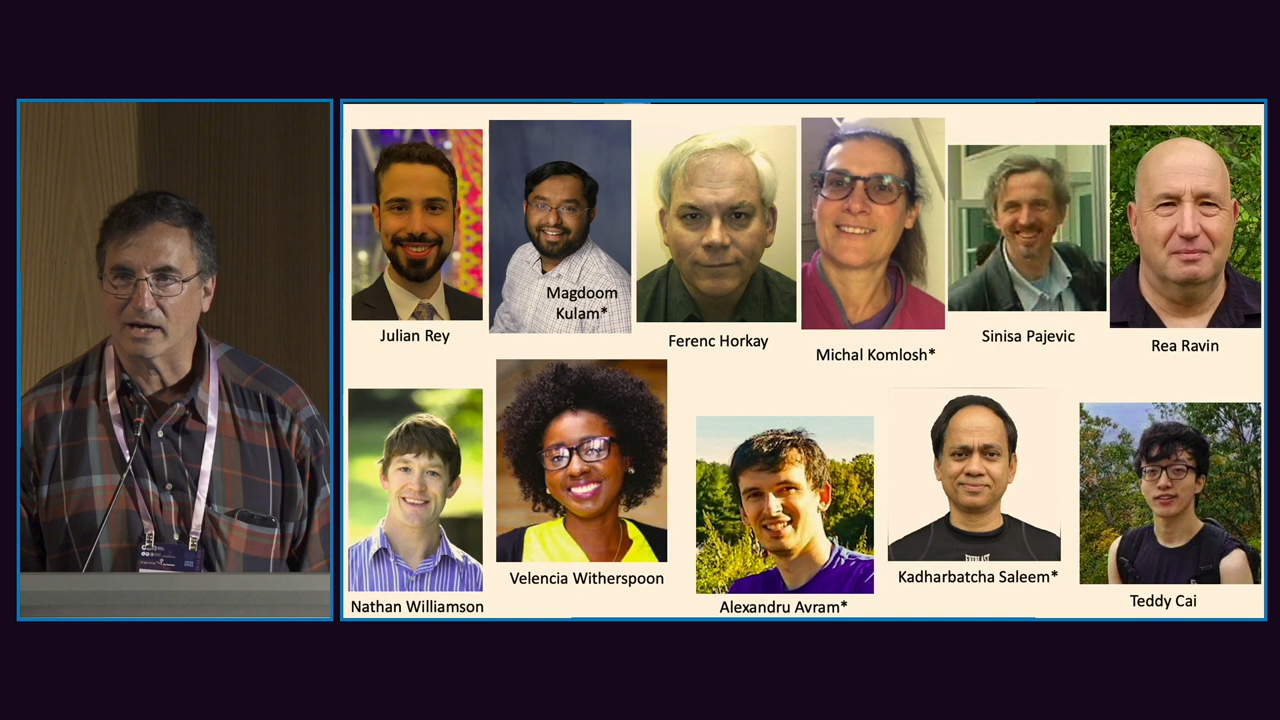 Magdoom
Kulam*
Julian Rey
Ferenc Horkay
Michal Komlosh*
Sinisa Pajevic
Rea Ravin
EVERLAST
Nathan Williamson
Velencia Witherspoon
Alexandru Avram*
Kadharbatcha Saleem*
Teddy Cai